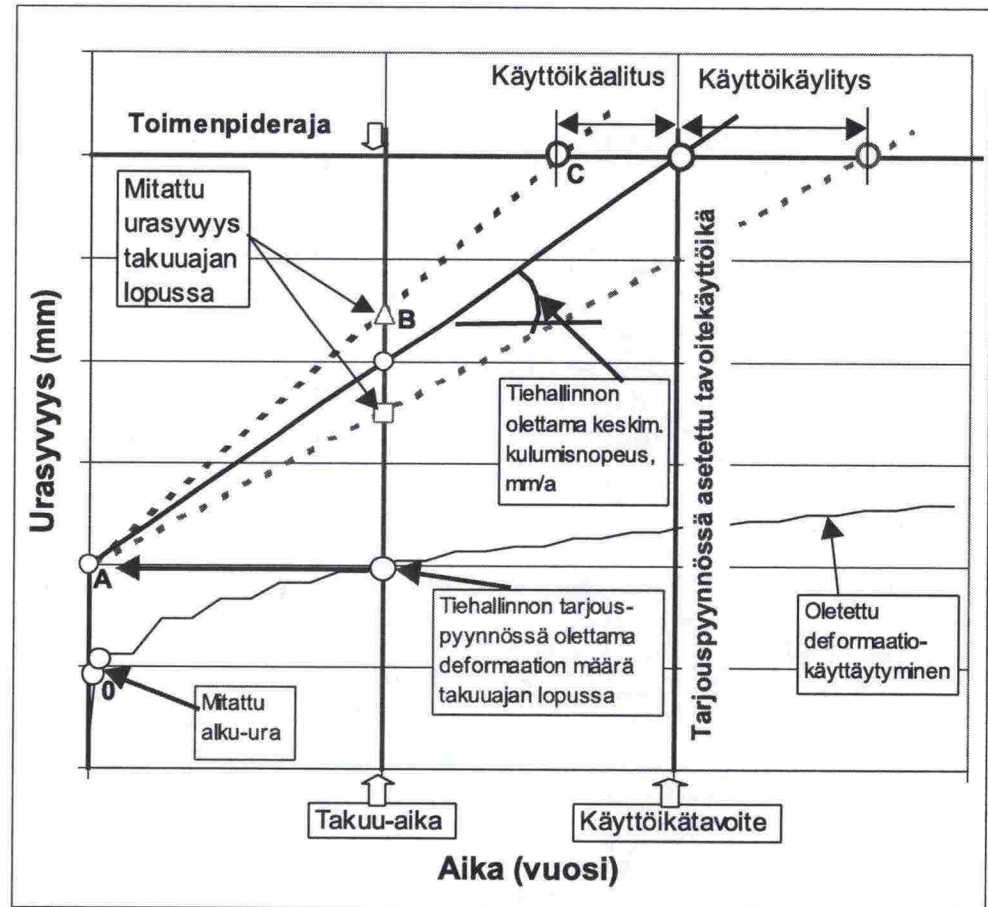 Käyttöikäalitus
Käyttöikäylitys
Toimenpideraja
C
Mitattu
urasyvyys
takuuajan
lopussa
B
Tiehallinnon
olettama keskim.
kulumisnopeus,
mm/a
Tarjouspyynnössä asetettu tavoitekäyttöikä
Urasyvyys (mm)
A
Tiehallinnon tarjous-
pyynnössä olettama
deformaation määrä
takuuajan lopussa
Oletettu
deformaatio-
käyttäytyminen
0
Mitattu
alku-ura
Takuu-aika
Käyttöikätavoite
Aika (vuosi)